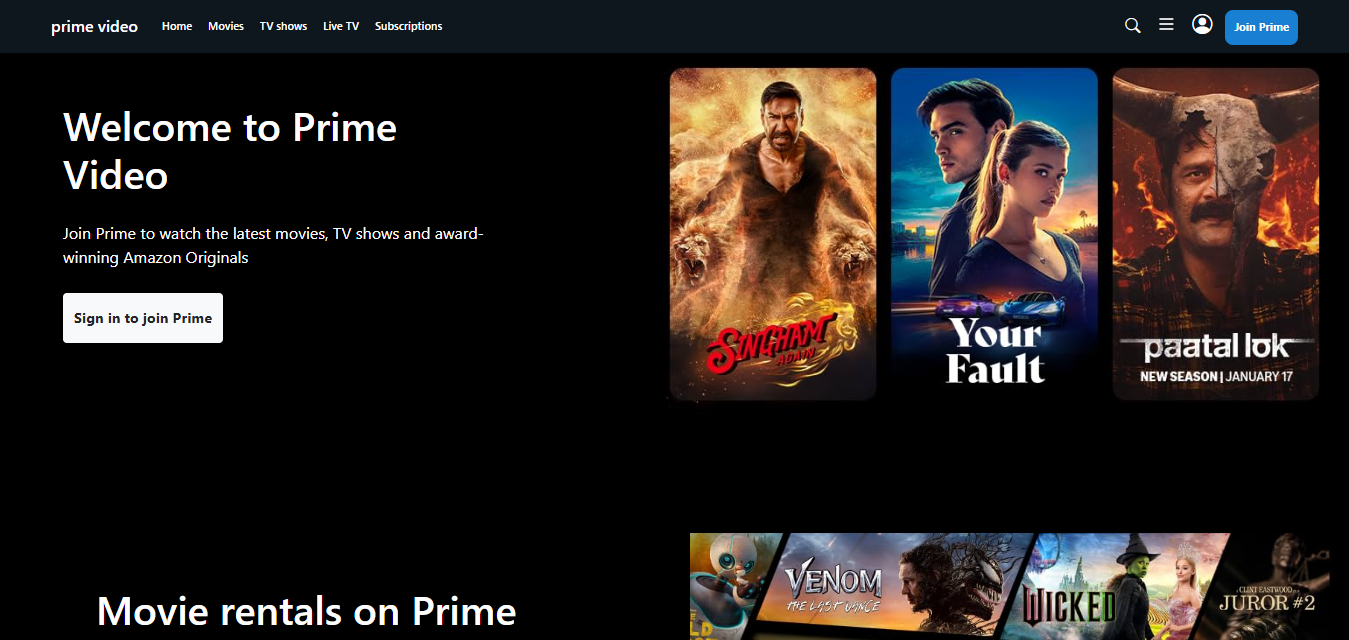 prime video
Home
Movies
TV shows
Live TV
Subscriptions
Join Prime
Welcome to Prime
Video
Join Prime to watch the latest movies, TV shows and award-
winning Amazon Originals
Sign in to join Prime
SINGHAM
AGAIN
Your
Fault
paatal lok
NEW SEASON | JANUARY 17
Movie rentals on Prime
VENOM
THE LAST DANCE
WICKED
A CLINT EASTWOOD FILM
JUROR #2